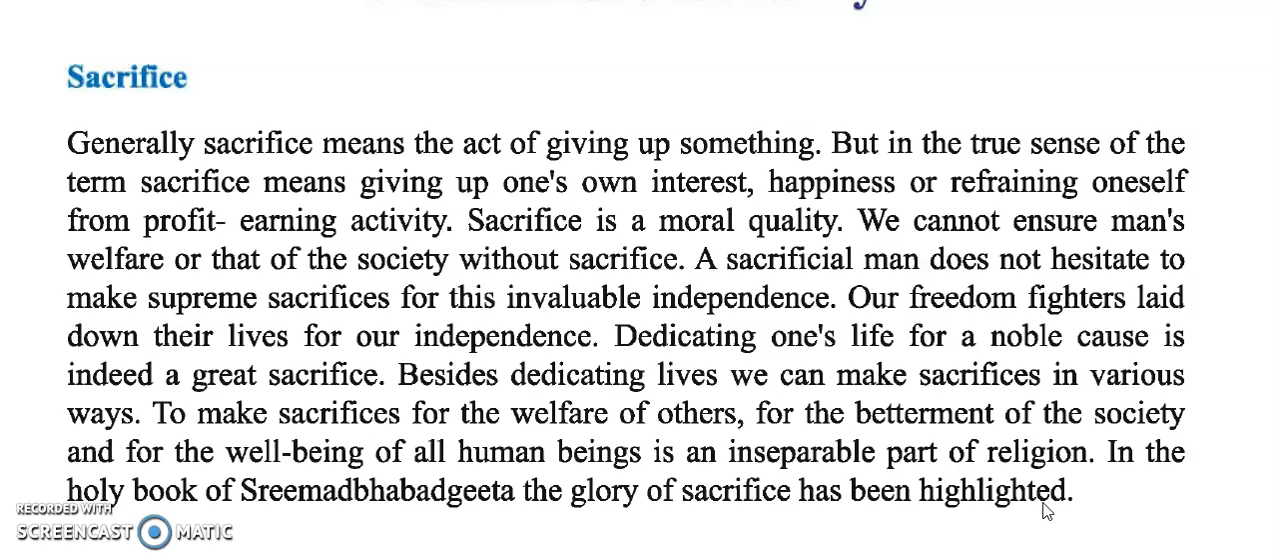 Sacrifice
Generally sacrifice means the act of giving up something. But in the true sense of the
term sacrifice means giving up one's own interest, happiness or refraining oneself
from profit- earning activity. Sacrifice is a moral quality. We cannot ensure man's
welfare or that of the society without sacrifice. A sacrificial man does not hesitate to
make supreme sacrifices for this invaluable independence. Our freedom fighters laid
down their lives for our independence. Dedicating one's life for a noble cause is
indeed a great sacrifice. Besides dedicating lives we can make sacrifices in various
ways. To make sacrifices for the welfare of others, for the betterment of the society
and for the well-being of all human beings is an inseparable part of religion. In the
holy book of Sreemadbhabadgeeta the glory of sacrifice has been highlighted.
RECORDED WITH
SCREENCAST MATIC